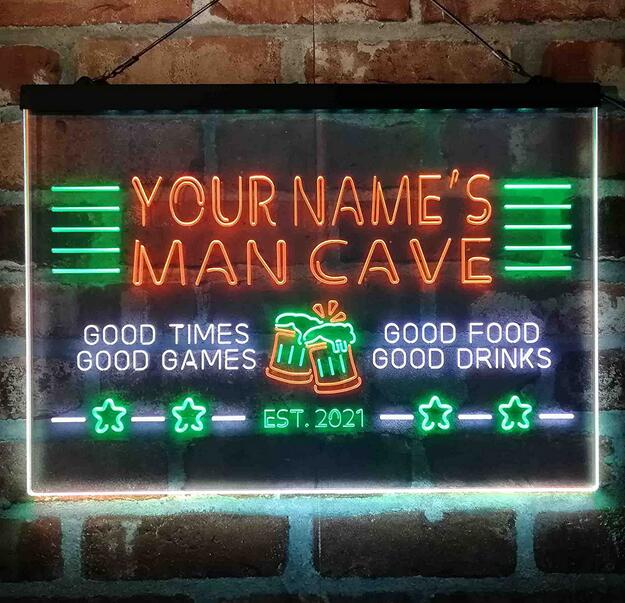 YOUR NAME'S
MAN CAVE
GOOD TIMES
GOOD GAMES
GOOD FOOD
GOOD DRINKS
EST. 2021